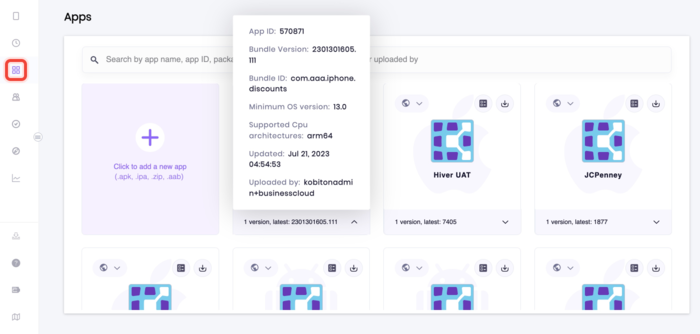 Apps
App ID: 570871
Bundle Version: 2301301605.
111
Bundle ID: com.aaa.iphone.
discounts
Minimum OS version: 13.0
Supported Cpu
architectures: arm64
Updated: Jul 21, 2023
04:54:53
Uploaded by: kobitonadmi
n+businesscloud
Search by app name, app ID, packa
r uploaded by
Click to add a new app
(.apk, .ipa, .zip, .aab)
Hiver UAT
JCPenney
1 version, latest: 2301301605.111
1 version, latest: 7405
1 version, latest: 1877